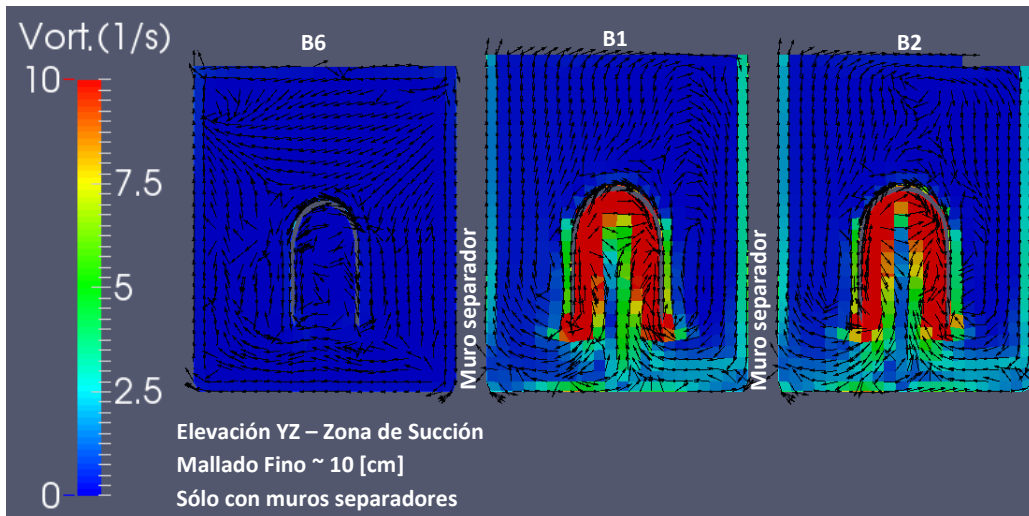 Vort.(1/s)
10
7.5
5
2.5
0
B6
B1
B2
Muro separador
Muro separador
Elevación YZ – Zona de Succión
Mallado Fino ~ 10 [cm]
Sólo con muros separadores